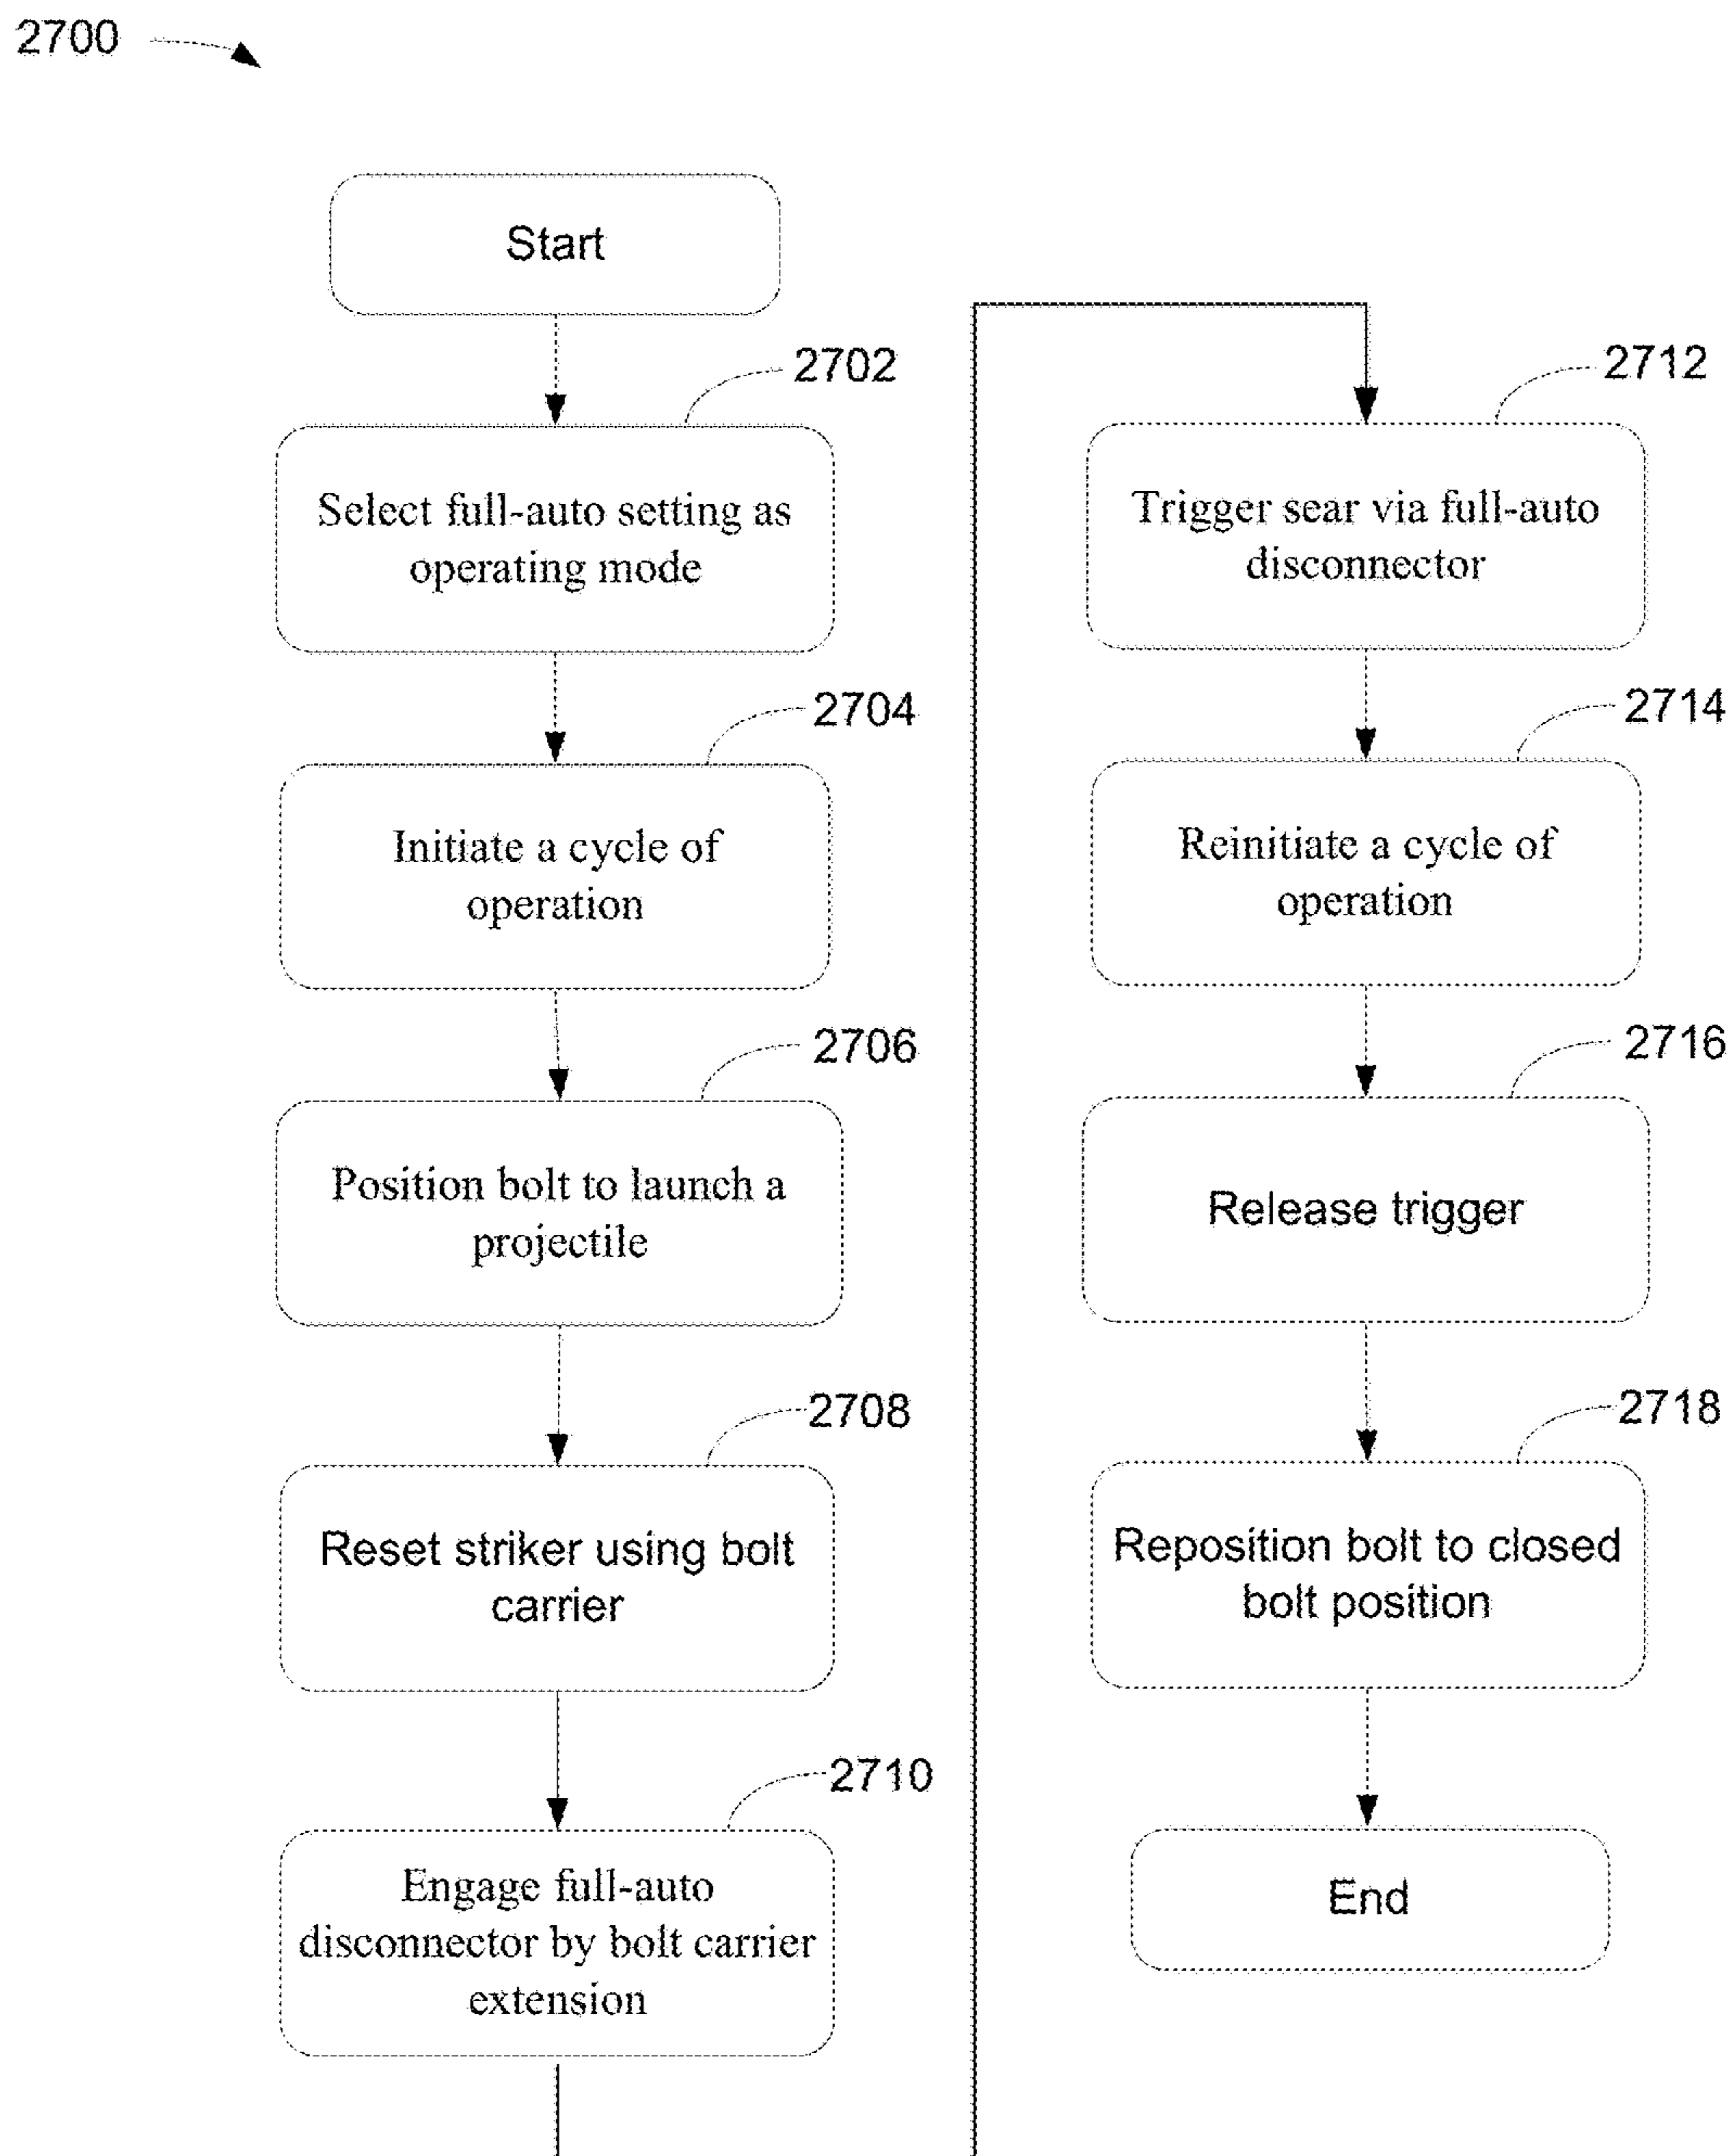 2700
Start
2702
Select full-auto setting as
operating mode
2704
Initiate a cycle of
operation
2706
Position bolt to launch a
projectile
2708
Reset striker using bolt
carrier
2710
Engage full-auto
disconnector by bolt carrier
extension
2712
Trigger sear via full-auto
disconnector
2714
Reinitiate a cycle of
operation
2716
Release trigger
2718
Reposition bolt to closed
bolt position
End